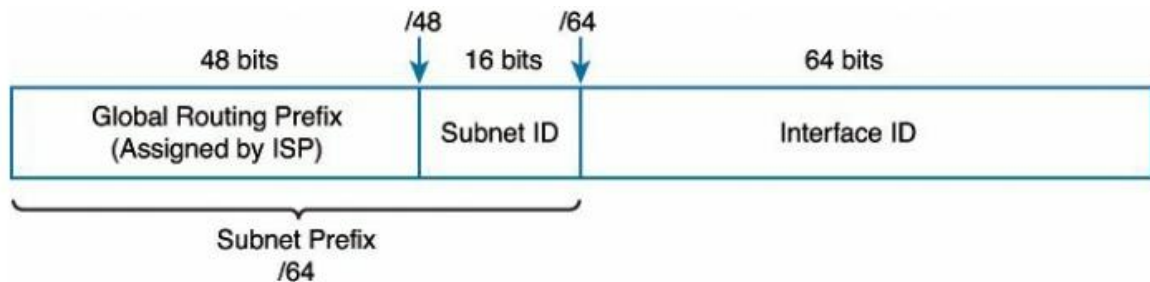 /48
/64
48 bits
16 bits
64 bits
Global Routing Prefix
(Assigned by ISP)
Subnet ID
Interface ID
Subnet Prefix
/64